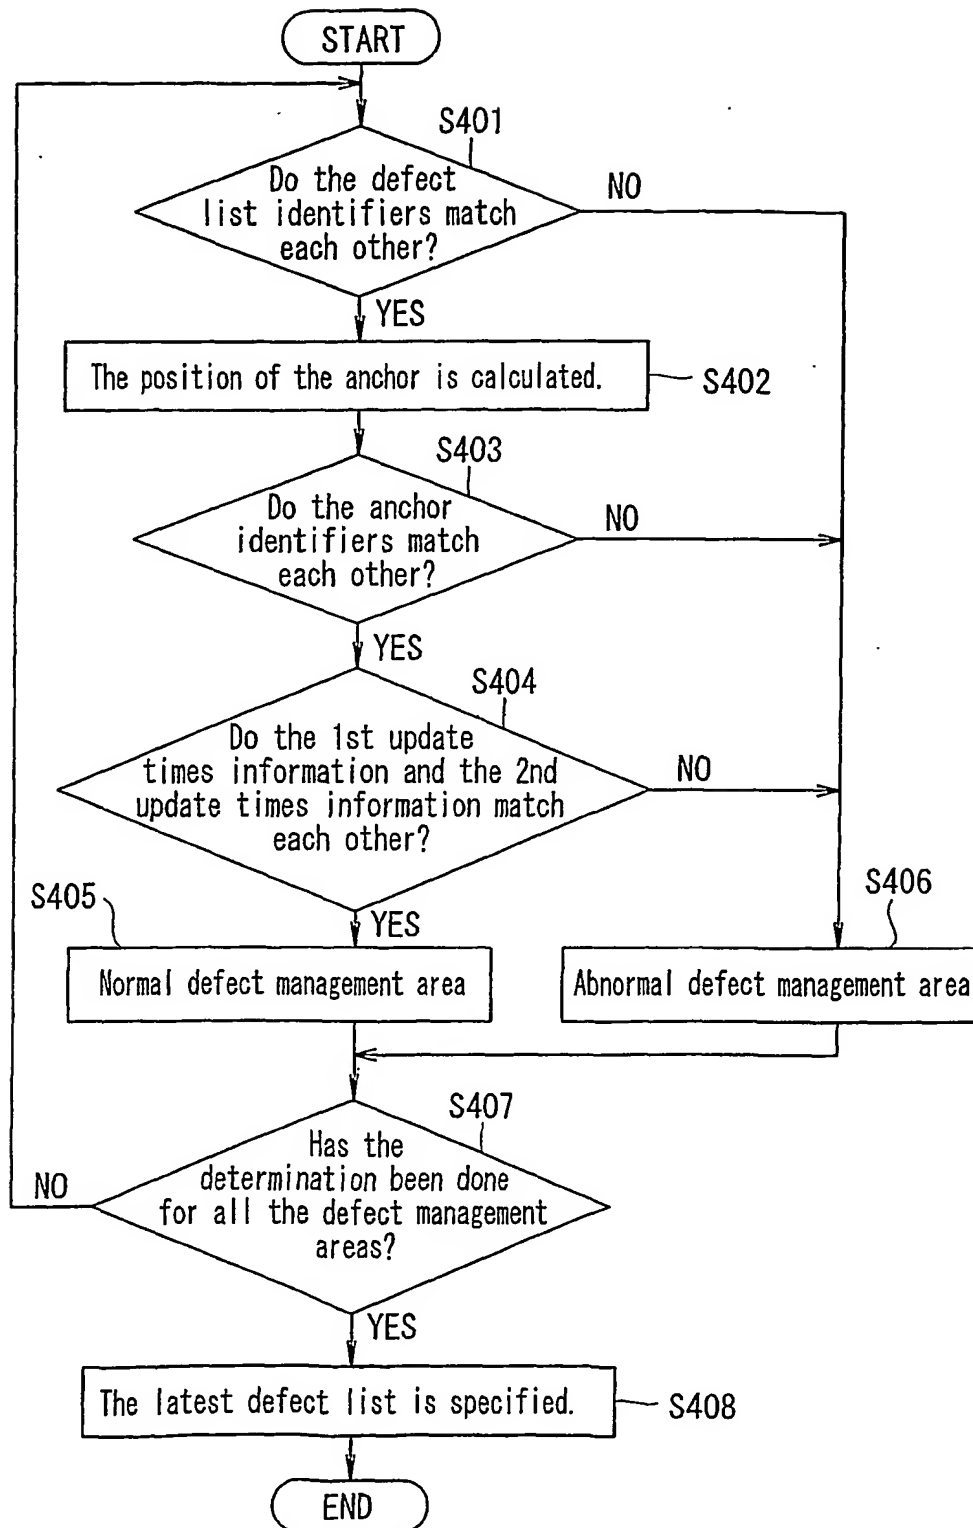 START
S401
Do the defect
list identifiers match
each other?
NO
YES
The position of the anchor is calculated.
S402
S403
Do the anchor
identifiers match
each other?
NO
YES
S404
Do the 1st update
times information and the 2nd
update times information match
each other?
NO
S405
YES
S406
Normal defect management area
Abnormal defect management area
S407
Has the
determination been done
for all the defect management
areas?
NO
YES
The latest defect list is specified.
S408
END